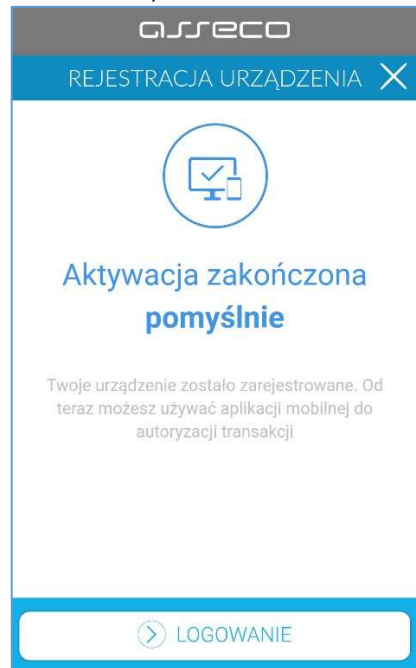 asseco
REJESTRACJA URZĄDZENIA
Aktywacja zakończona
pomyślnie
Twoje urządzenie zostało zarejestrowane. Od
teraz możesz używać aplikacji mobilnej do
autoryzacji transakcji
LOGOWANIE